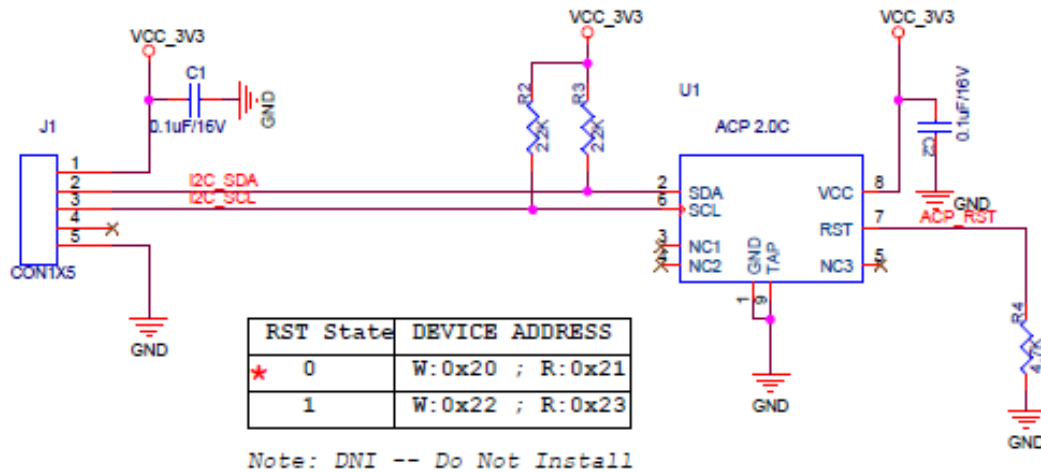 VCC_3V3
C1
GND
0.1uF/16V
J1
1
2
3
4
5
CON1X5
GND
I2C_SDA
I2C_SCL
VCC_3V3
R2
2.2K
R3
2.2K
U1
ACP 2.0C
2
SDA
6
SCL
3
NC1
4
NC2
GND
TAP
1
9
GND
VCC
8
RST
7
NC3
5
VCC_3V3
0.1uF/16V
C2
GND
ACP_RST
R4
4.7K
GND
RST State DEVICE ADDRESS
* 0 W:0x20 ; R:0x21
1 W:0x22 ; R:0x23
Note: DNI -- Do Not Install